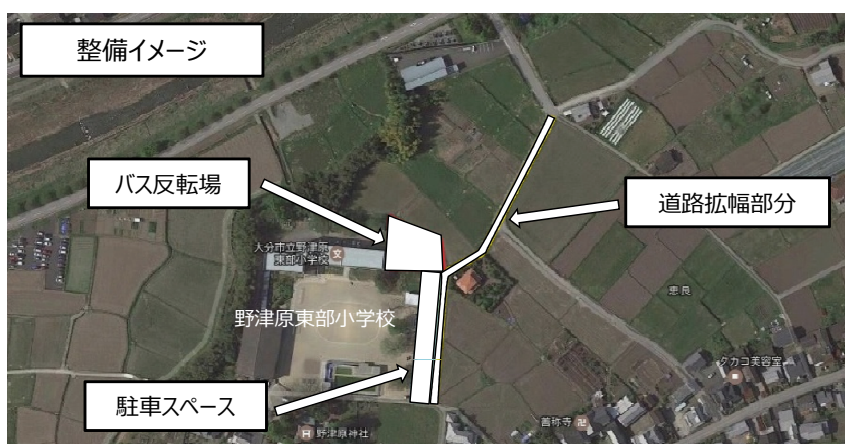 整備イメージ
バス反転場
道路拡幅部分
大分市立野津原
東部小学校
文
野津原東部小学校
恵良
タカコ美容室
駐車スペース
善称寺
野津原神社